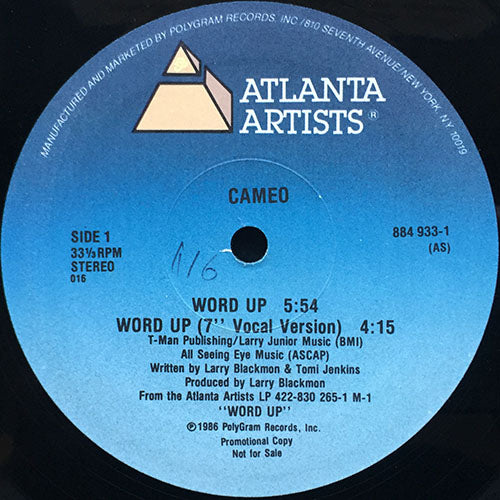 MANUFACTURED AND MARKETED BY POLYGRAM RECORDS, INC./810 SEVENTH AVENUE/NEW YORK, NY 10019
ATLANTA
ARTISTS®
CAMEO
SIDE 1
33⅓ RPM
STEREO
016
884 933-1
(AS)
1/6
WORD UP 5:54
WORD UP (7'' Vocal Version) 4:15
T-Man Publishing/Larry Junior Music (BMI)
All Seeing Eye Music (ASCAP)
Written by Larry Blackmon & Tomi Jenkins
Produced by Larry Blackmon
From the Atlanta Artists LP 422-830 265-1 M-1
''WORD UP''
℗1986 PolyGram Records, Inc.
Promotional Copy
Not for Sale